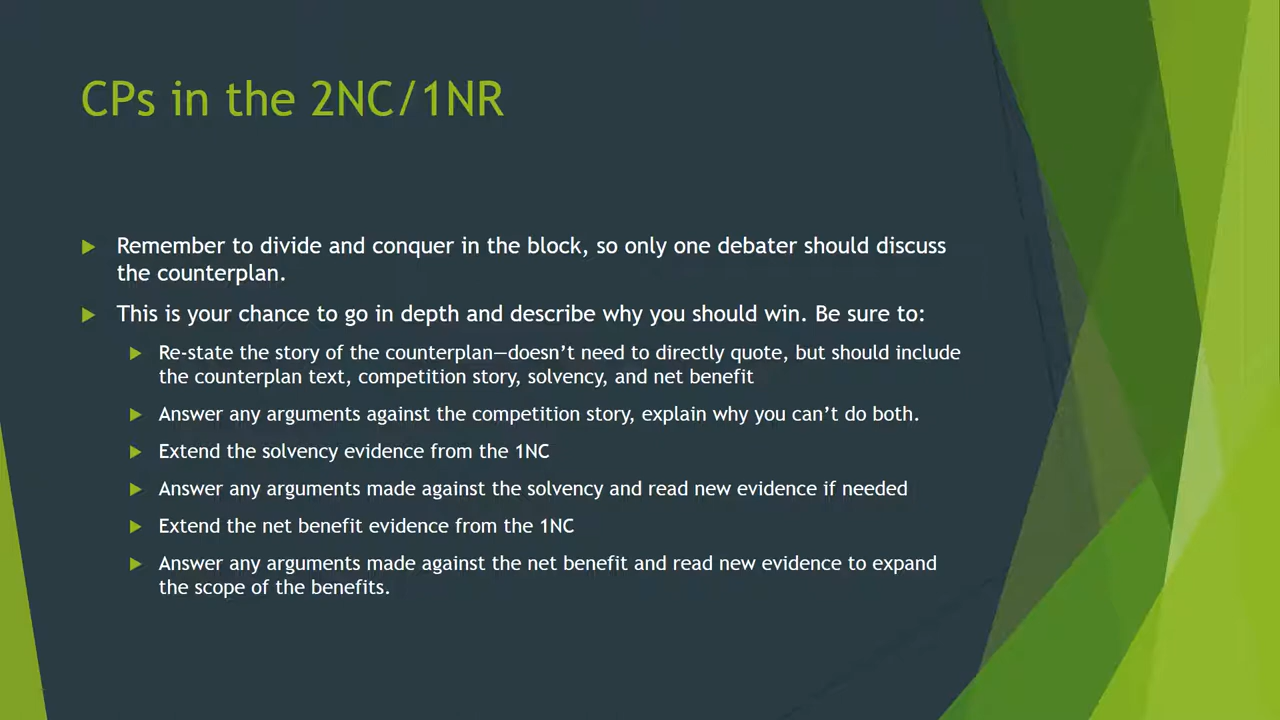 CPs in the 2NC/1NR
Remember to divide and conquer in the block, so only one debater should discuss
the counterplan.
This is your chance to go in depth and describe why you should win. Be sure to:
Re-state the story of the counterplan—doesn’t need to directly quote, but should include
the counterplan text, competition story, solvency, and net benefit
Answer any arguments against the competition story, explain why you can’t do both.
Extend the solvency evidence from the 1NC
Answer any arguments made against the solvency and read new evidence if needed
Extend the net benefit evidence from the 1NC
Answer any arguments made against the net benefit and read new evidence to expand
the scope of the benefits.